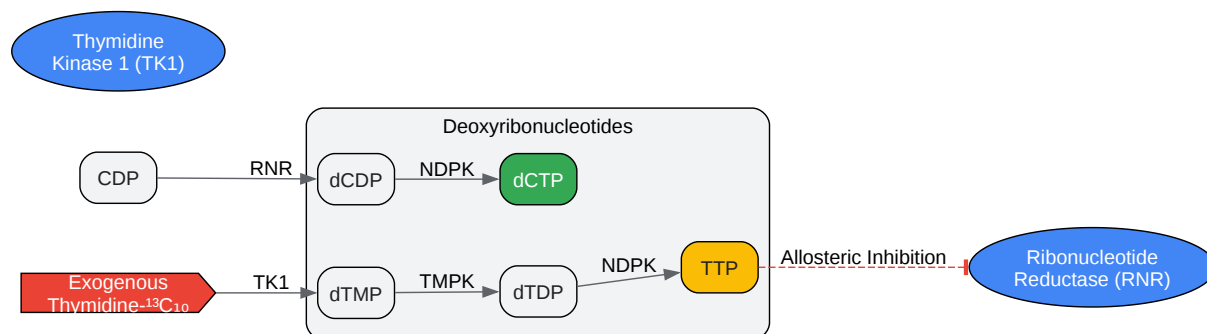 Thymidine
Kinase 1 (TK1)
Deoxyribonucleotides
CDP
RNR
dCDP
NDPK
dCTP
Exogenous
Thymidine-¹³C₁₀
TK1
dTMP
TMPK
dTDP
NDPK
TTP
Allosteric Inhibition
Ribonucleotide
Reductase (RNR)